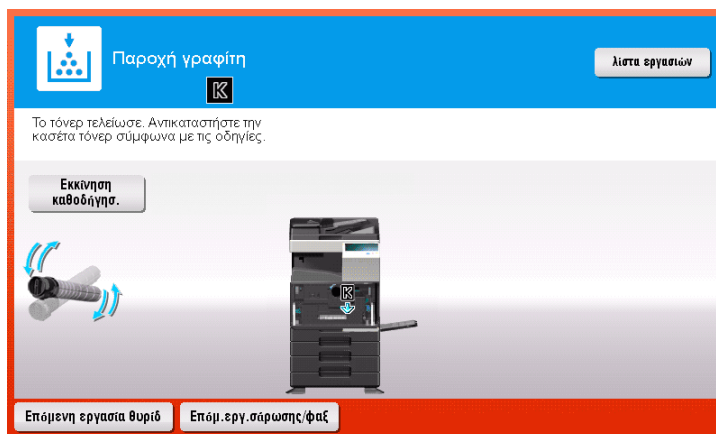 Παροχή γραφίτη
λίστα εργασιών
K
Το τόνερ τελείωσε. Αντικαταστήστε την
κασέτα τόνερ σύμφωνα με τις οδηγίες.
Εκκίνηση
καθοδήγησ.
K
Επόμενη εργασία θυρίδ
Επόμ.εργ.σάρωσης/φαξ